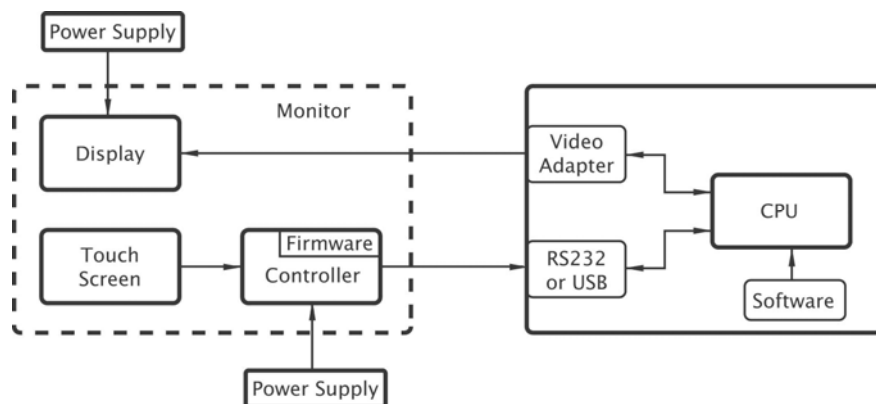 Power Supply
Monitor
Display
Video
Adapter
CPU
Touch
Screen
Firmware
Controller
RS232
or USB
Software
Power Supply